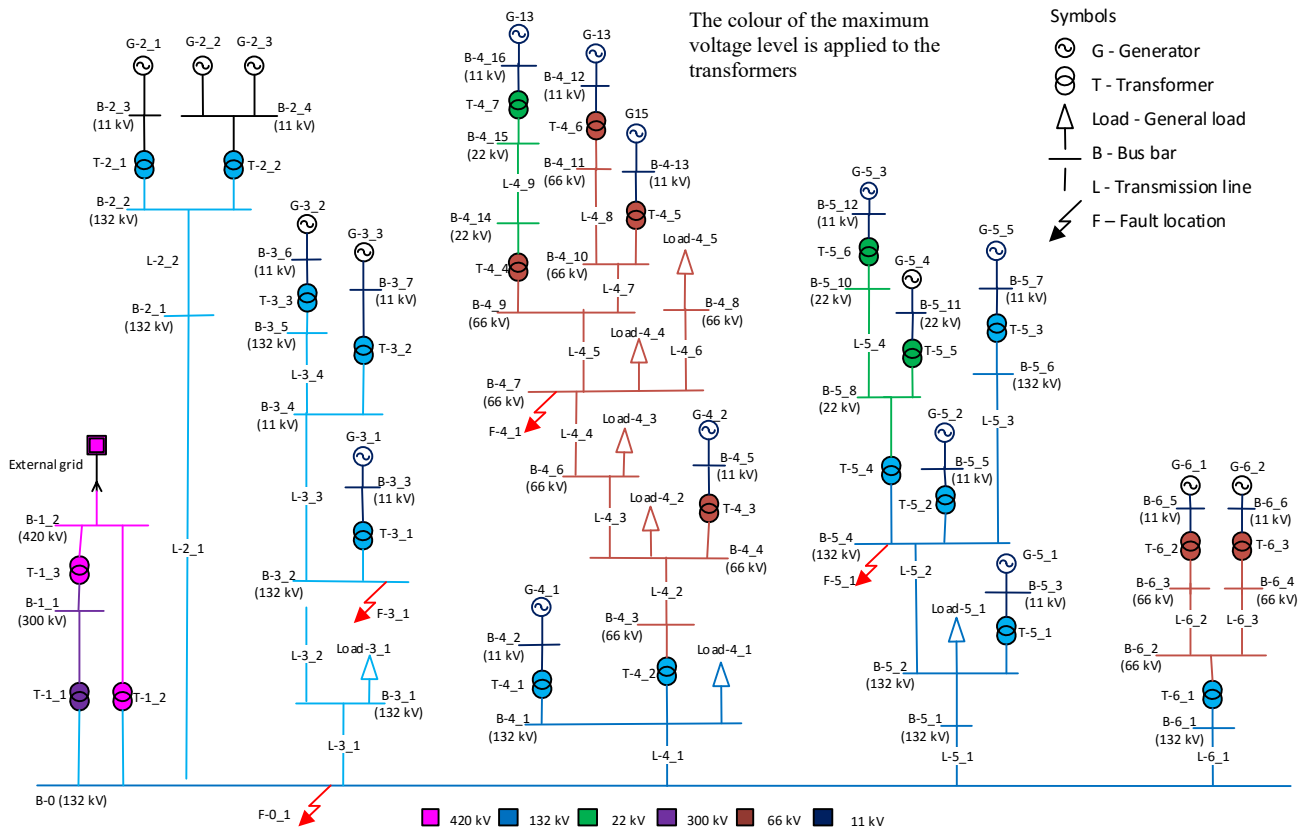 The colour of the maximum
voltage level is applied to the
transformers
Symbols
G - Generator
T - Transformer
Load - General load
B - Bus bar
L - Transmission line
F – Fault location
G-2_1
G-2_2
G-2_3
B-2_3
(11 kV)
B-2_4
(11 kV)
T-2_1
T-2_2
B-2_2
(132 kV)
L-2_2
B-2_1
(132 kV)
L-2_1
External grid
B-1_2
(420 kV)
T-1_3
B-1_1
(300 kV)
T-1_1
T-1_2
G-3_2
G-3_3
B-3_6
(11 kV)
B-3_7
(11 kV)
T-3_3
B-3_5
(132 kV)
T-3_2
L-3_4
B-3_4
(11 kV)
G-3_1
L-3_3
B-3_3
(11 kV)
T-3_1
B-3_2
(132 kV)
F-3_1
L-3_2
Load-3_1
B-3_1
(132 kV)
L-3_1
G-13
B-4_16
(11 kV)
T-4_7
B-4_15
(22 kV)
L-4_9
B-4_14
(22 kV)
T-4_4
B-4_9
(66 kV)
G-13
B-4_12
(11 kV)
T-4_6
B-4_11
(66 kV)
L-4_8
G15
B-4-13
(11 kV)
T-4_5
B-4_10
(66 kV)
L-4_7
Load-4_5
B-4_8
(66 kV)
L-4_5
Load-4_4
L-4_6
B-4_7
(66 kV)
F-4_1
L-4_4
Load-4_3
B-4_6
(66 kV)
G-4_2
B-4_5
(11 kV)
Load-4_2
T-4_3
L-4_3
B-4_4
(66 kV)
L-4_2
G-4_1
B-4_3
(66 kV)
B-4_2
(11 kV)
T-4_1
T-4_2
Load-4_1
B-4_1
(132 kV)
L-4_1
G-5_3
B-5_12
(11 kV)
T-5_6
B-5_10
(22 kV)
G-5_4
B-5_11
(22 kV)
L-5_4
T-5_5
B-5_8
(22 kV)
G-5_5
B-5_7
(11 kV)
T-5_3
B-5_6
(132 kV)
L-5_3
G-5_2
B-5_5
(11 kV)
T-5_4
T-5_2
B-5_4
(132 kV)
F-5_1
L-5_2
G-5_1
B-5_3
(11 kV)
Load-5_1
T-5_1
B-5_2
(132 kV)
B-5_1
(132 kV)
L-5_1
G-6_1
G-6_2
B-6_5
(11 kV)
B-6_6
(11 kV)
T-6_2
T-6_3
B-6_3
(66 kV)
B-6_4
(66 kV)
L-6_2
L-6_3
B-6_2
(66 kV)
T-6_1
B-6_1
(132 kV)
L-6_1
B-0 (132 kV)
F-0_1
420 kV
132 kV
22 kV
300 kV
66 kV
11 kV